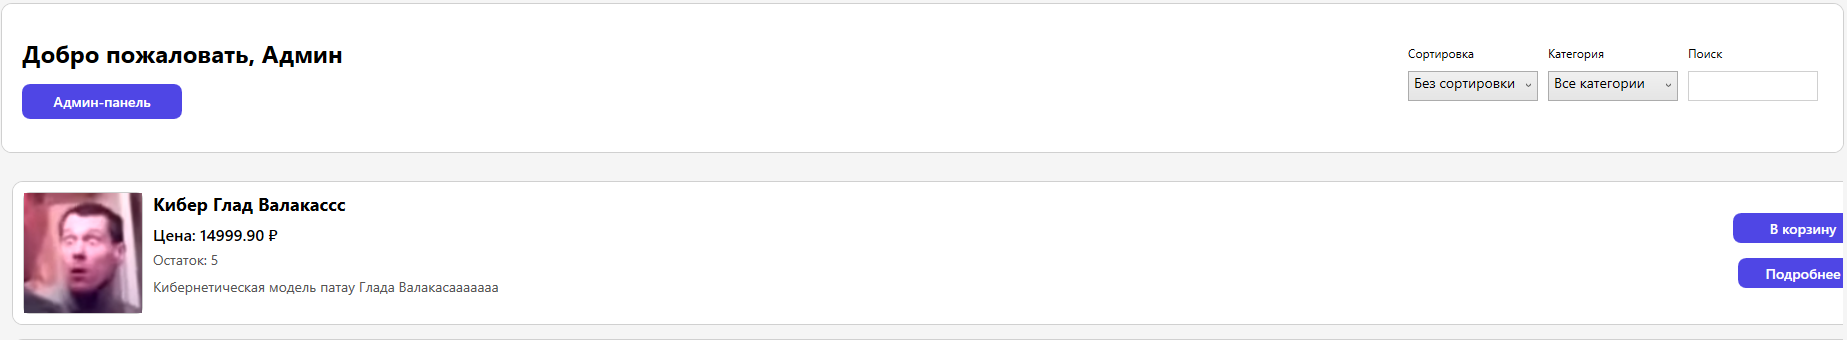 Добро пожаловать, Админ
Админ-панель
Сортировка
Без сортировки
Категория
Все категории
Поиск
Кибер Глад Валакассс
Цена: 14999.90 ₽
Остаток: 5
Кибернетическая модель патау Глада Валакасааааааа
В корзину
Подробнее